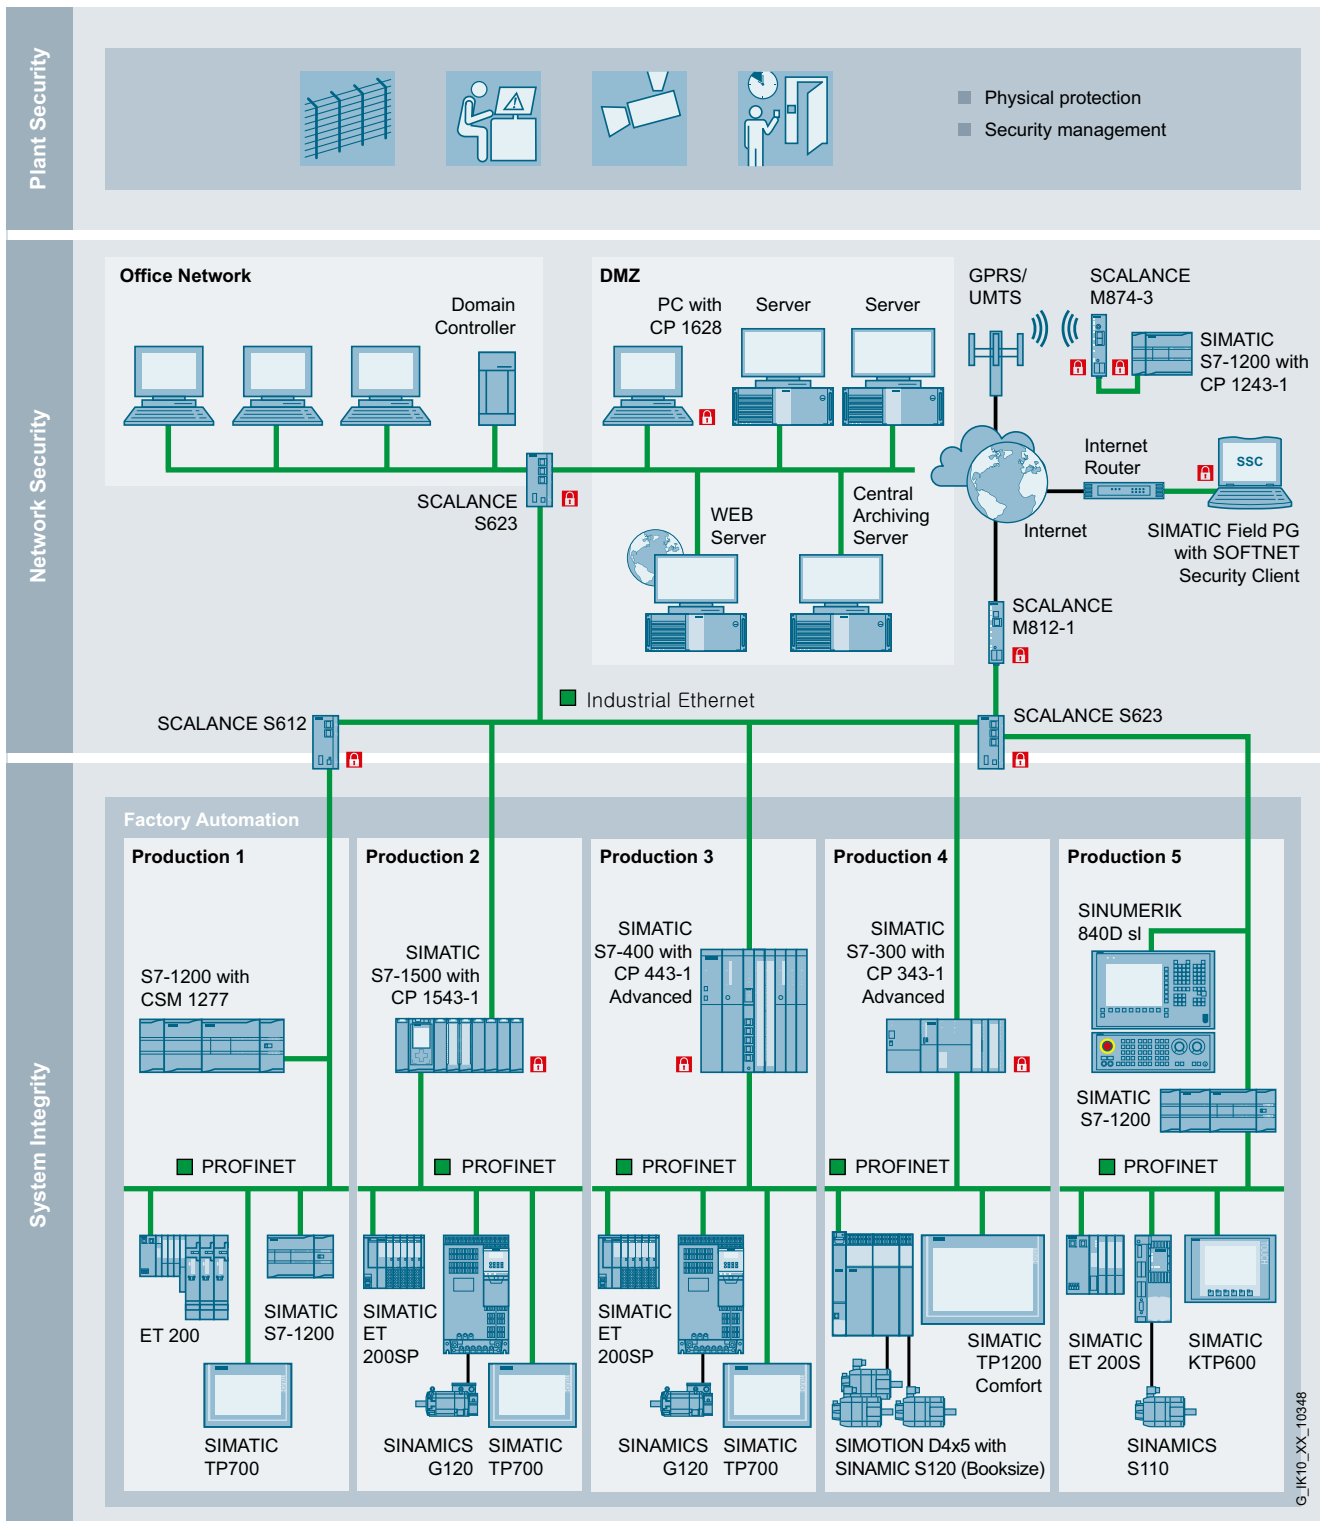 Plant Security
Physical protection
Security management
Network Security
Office Network
Domain
Controller
SCALANCE
S623
DMZ
PC with
CP 1628
Server
Server
WEB
Server
Central
Archiving
Server
GPRS/
UMTS
SCALANCE
M874-3
SIMATIC
S7-1200 with
CP 1243-1
Internet
Router
SSC
Internet
SIMATIC Field PG
with SOFTNET
Security Client
SCALANCE
M812-1
Industrial Ethernet
SCALANCE S612
SCALANCE S623
System Integrity
Factory Automation
Production 1
S7-1200 with
CSM 1277
PROFINET
ET 200
SIMATIC
S7-1200
SIMATIC
TP700
Production 2
SIMATIC
S7-1500 with
CP 1543-1
PROFINET
SIMATIC
ET
200SP
SINAMICS
G120
SIMATIC
TP700
Production 3
SIMATIC
S7-400 with
CP 443-1
Advanced
PROFINET
SIMATIC
ET
200SP
SINAMICS
G120
SIMATIC
TP700
Production 4
SIMATIC
S7-300 with
CP 343-1
Advanced
PROFINET
SIMATIC
TP1200
Comfort
SIMOTION D4x5 with
SINAMIC S120 (Booksize)
Production 5
SINUMERIK
840D sl
SIMATIC
S7-1200
PROFINET
SIMATIC
ET 200S
SIMATIC
KTP600
SINAMICS
S110
G_IK10_XX_10348